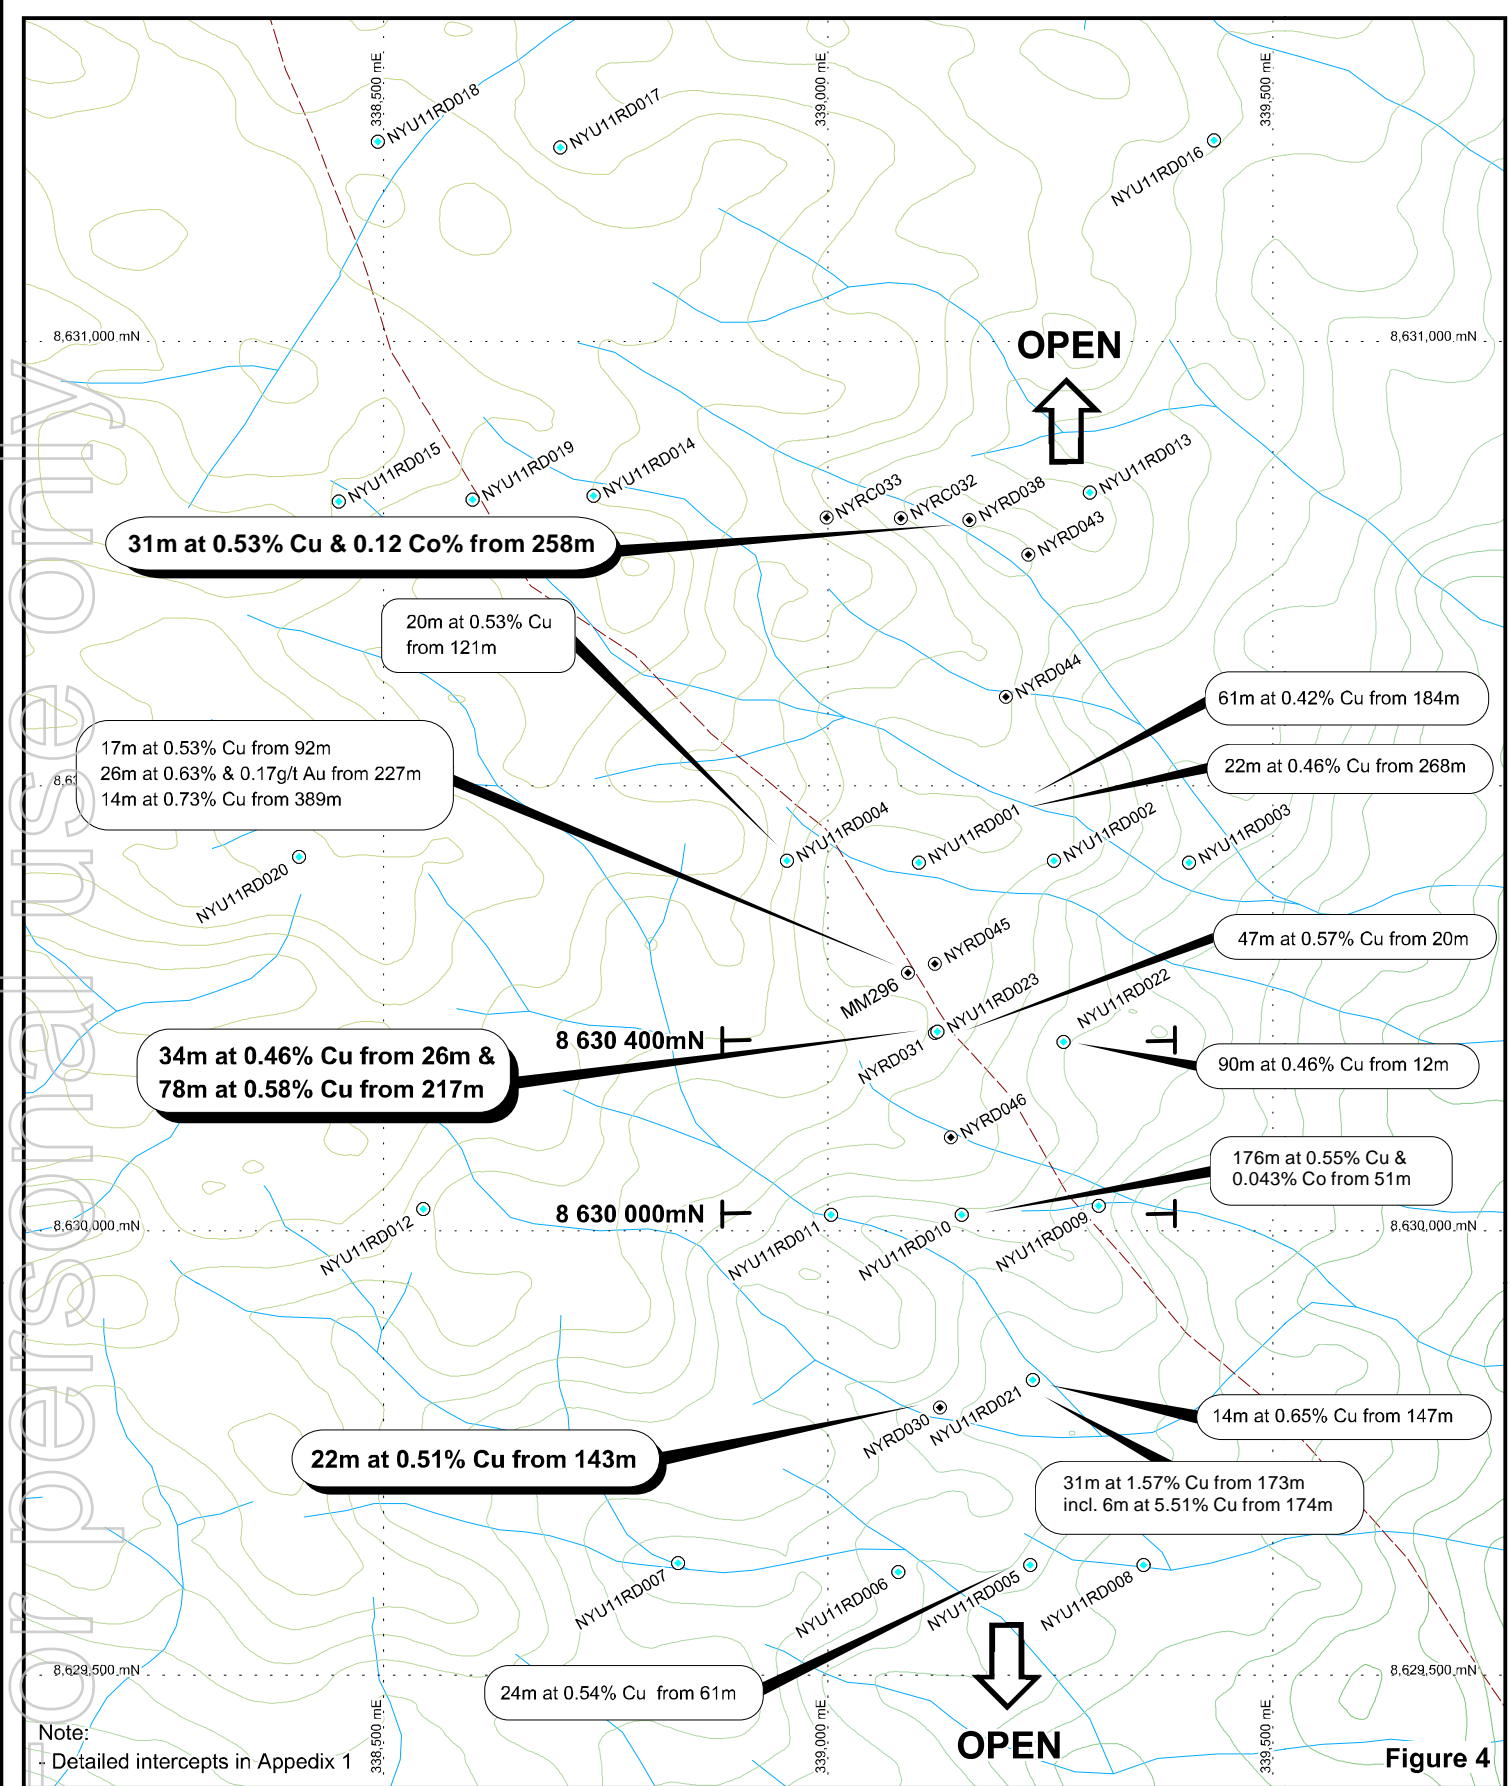 338,500 mE
339,000 mE
339,500 mE
NYU11RD018
NYU11RD017
NYU11RD016
8,631,000 mN
8,631,000 mN
OPEN
NYU11RD015
NYU11RD019
NYU11RD014
NYRC033
NYRC032
NYRD038
NYU11RD013
NYRD043
31m at 0.53% Cu & 0.12 Co% from 258m
20m at 0.53% Cu
from 121m
NYRD044
61m at 0.42% Cu from 184m
17m at 0.53% Cu from 92m
26m at 0.63% & 0.17g/t Au from 227m
14m at 0.73% Cu from 389m
8,63
22m at 0.46% Cu from 268m
NYU11RD004
NYU11RD001
NYU11RD002
NYU11RD003
NYU11RD020
47m at 0.57% Cu from 20m
NYRD045
MM296
NYU11RD023
NYU11RD022
8 630 400mN
NYRD031
34m at 0.46% Cu from 26m &
78m at 0.58% Cu from 217m
90m at 0.46% Cu from 12m
NYRD046
176m at 0.55% Cu &
0.043% Co from 51m
8 630 000mN
8,630,000 mN
8,630,000 mN
NYU11RD012
NYU11RD011
NYU11RD010
NYU11RD009
NYRD030
NYU11RD021
14m at 0.65% Cu from 147m
22m at 0.51% Cu from 143m
31m at 1.57% Cu from 173m
incl. 6m at 5.51% Cu from 174m
NYU11RD007
NYU11RD006
NYU11RD005
NYU11RD008
8,629,500 mN
8,629,500 mN
24m at 0.54% Cu from 61m
OPEN
338,500 mE
339,000 mE
339,500 mE
Note:
- Detailed intercepts in Appedix 1
Figure 4
For personal use only